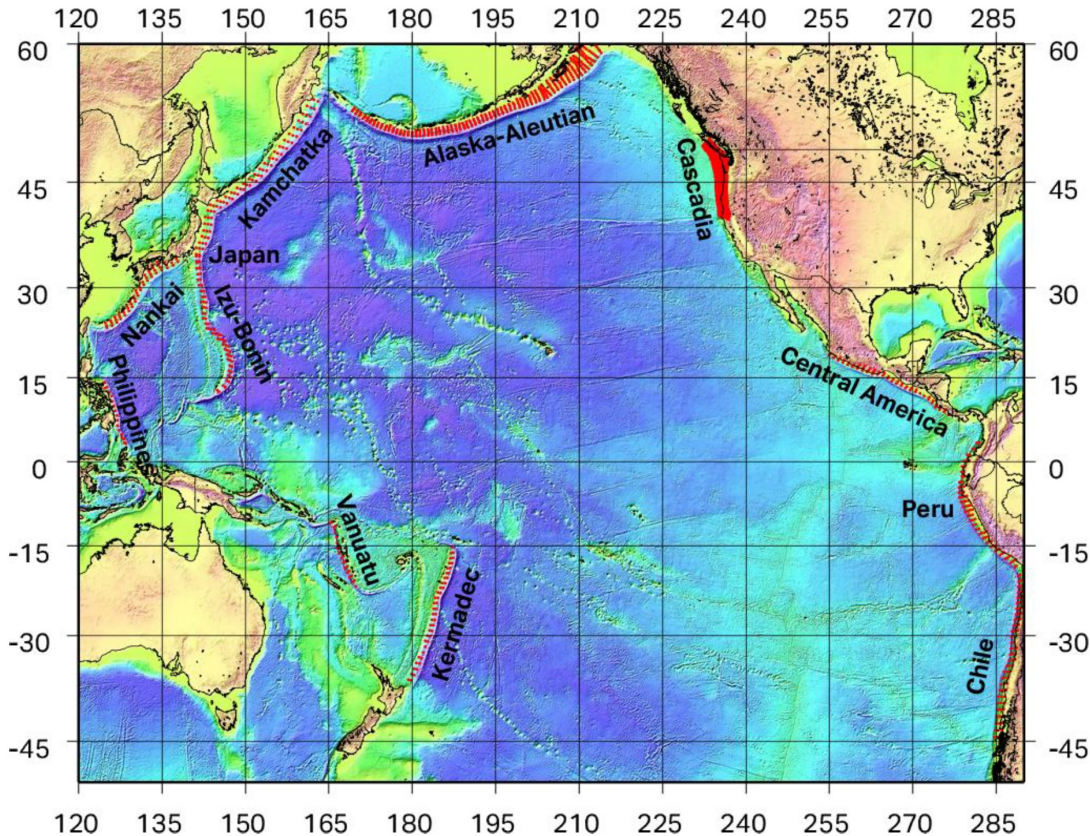 120 135 150 165 180 195 210 225 240 255 270 285
60 60
Alaska-Aleutian
Kamchatka
Cascadia
45 45
Japan
30 30
Nankai
Izu-Bonin
Philippines
Central America
15 15
0 0
Peru
Vanuatu
-15 -15
Kermadec
-30 -30
Chile
-45 -45
120 135 150 165 180 195 210 225 240 255 270 285